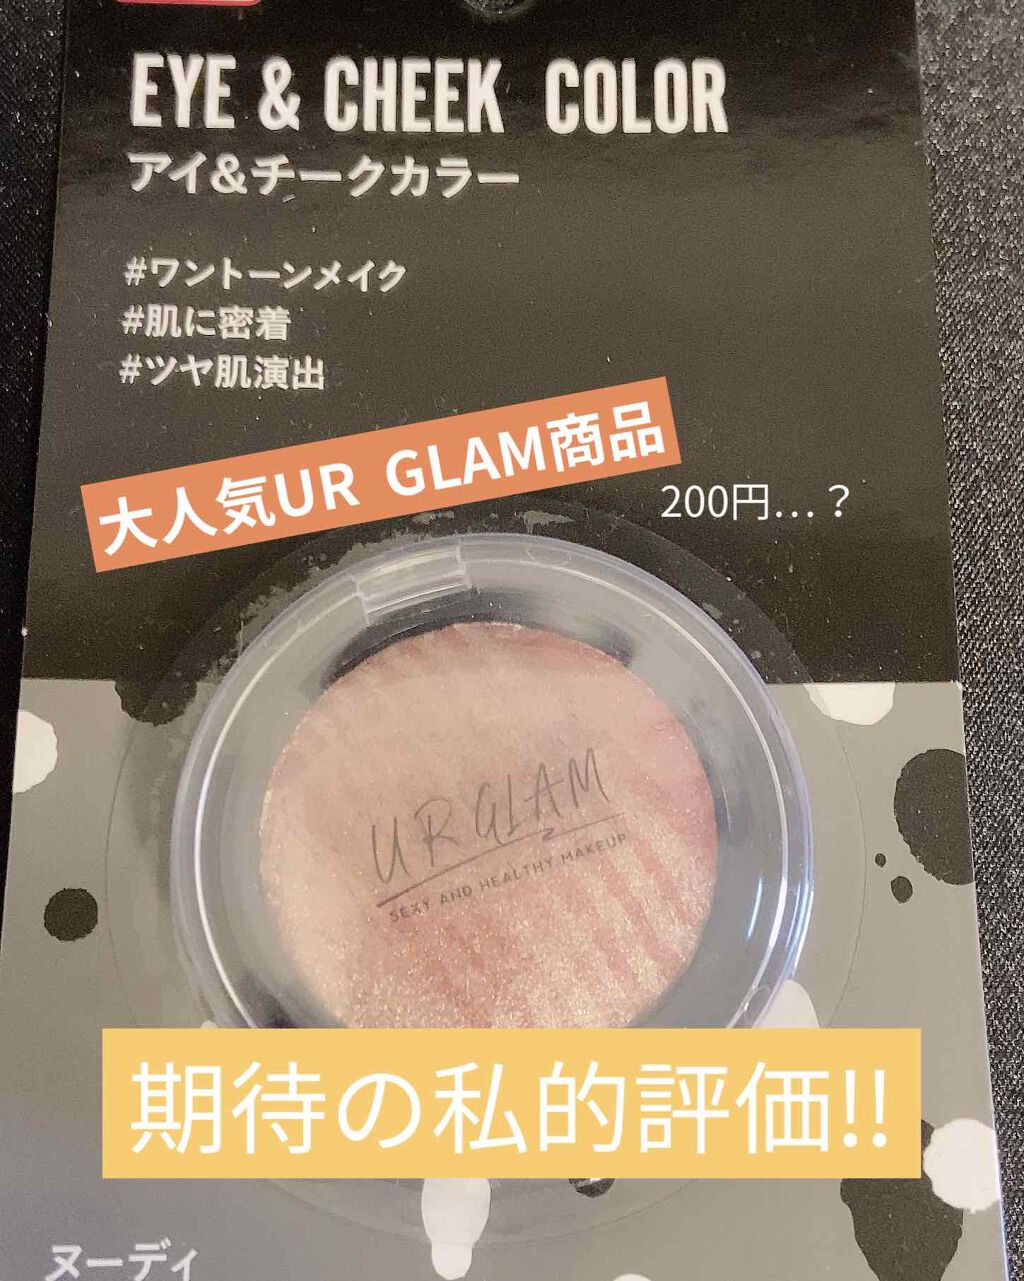 EYE & CHEEK COLOR
アイ&チークカラー
#ワントーンメイク
#肌に密着
#ツヤ肌演出
大人気UR GLAM商品
200円…？
UR GLAM
SEXY AND HEALTHY MAKEUP
期待の私的評価!!
ヌーディ